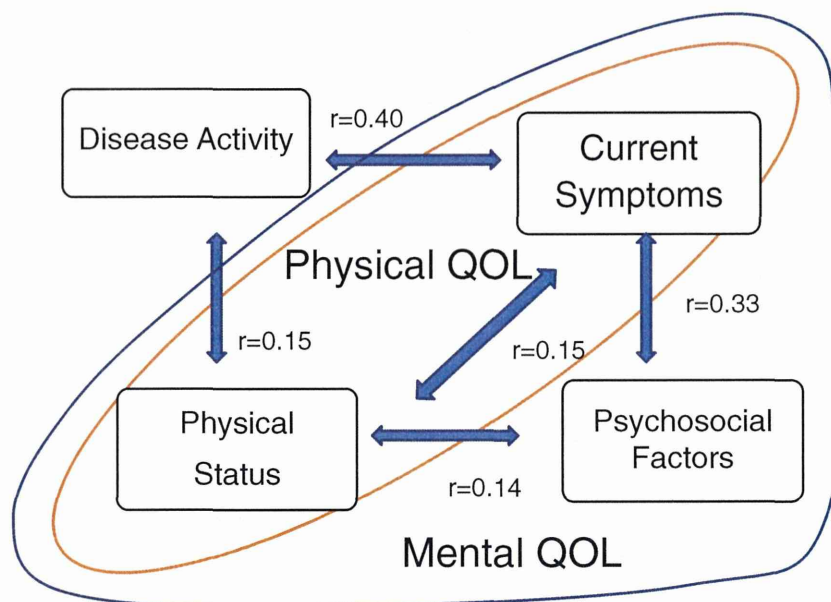 Disease Activity
r=0.40
Current
Symptoms
Physical QOL
r=0.15
r=0.15
r=0.33
Physical
Status
r=0.14
Psychosocial
Factors
Mental QOL